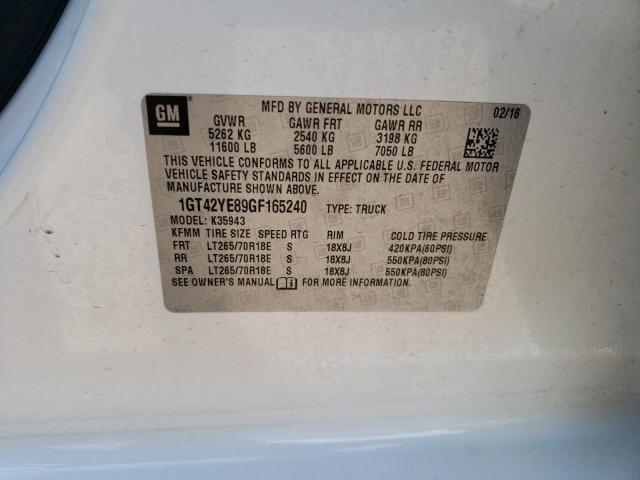 GM
MFD BY GENERAL MOTORS LLC 02/16
GVWR GAWR FRT GAWR RR
5262 KG 2540 KG 3198 KG
11600 LB 5600 LB 7050 LB
THIS VEHICLE CONFORMS TO ALL APPLICABLE U.S. FEDERAL MOTOR
VEHICLE SAFETY STANDARDS IN EFFECT ON THE DATE OF
MANUFACTURE SHOWN ABOVE.
1GT42YE89GF165240 TYPE: TRUCK
MODEL: K35943
KFMM TIRE SIZE SPEED RTG RIM COLD TIRE PRESSURE
FRT LT265/70R18E S 18X8J 420KPA(60PSI)
RR LT265/70R18E S 18X8J 550KPA(80PSI)
SPA LT265/70R18E S 18X8J 550KPA(80PSI)
SEE OWNER'S MANUAL FOR MORE INFORMATION.